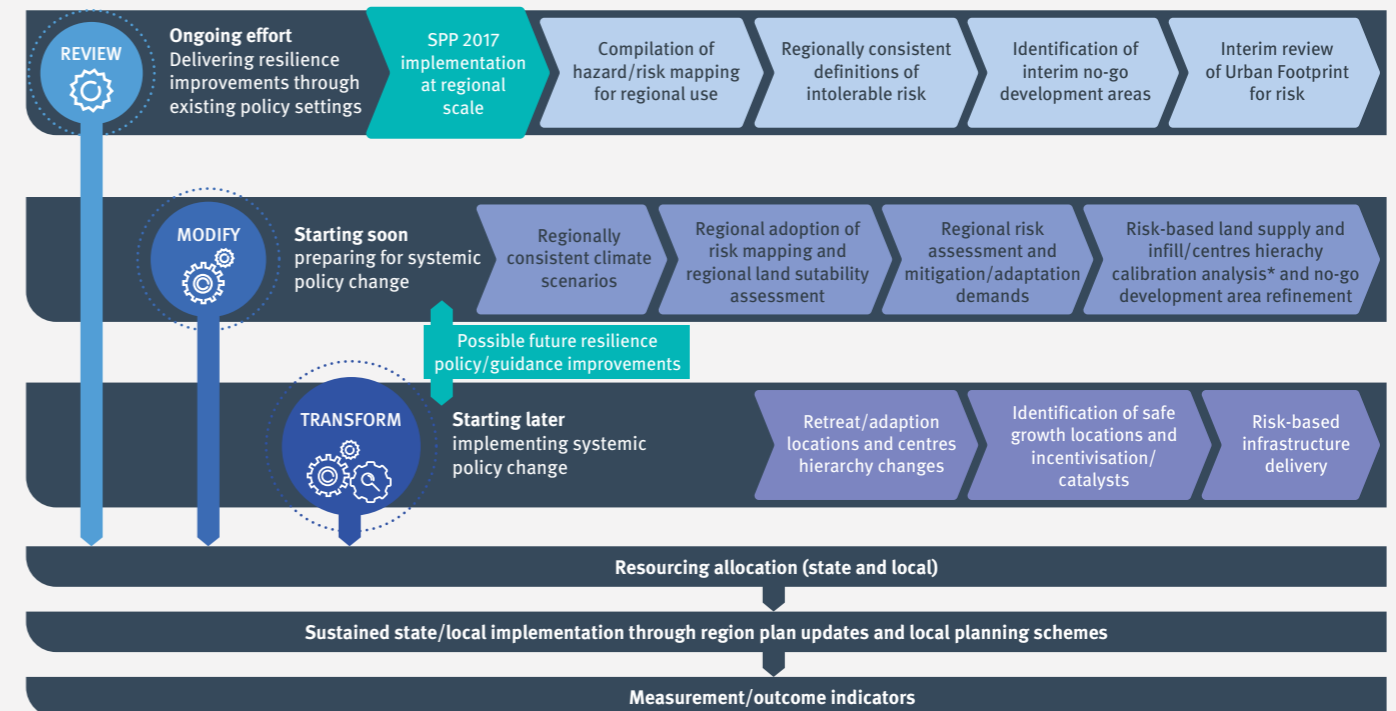 REVIEW
Ongoing effort
Delivering resilience
improvements through
existing policy settings
SPP 2017
implementation
at regional
scale
Compilation of
hazard/risk mapping
for regional use
Regionally consistent
definitions of
intolerable risk
Identification of
interim no-go
development areas
Interim review
of Urban Footprint
for risk
MODIFY
Starting soon
preparing for systemic
policy change
Regionally
consistent climate
scenarios
Regional adoption of
risk mapping and
regional land sutability
assessment
Regional risk
assessment and
mitigation/adaptation
demands
Risk-based land supply and
infill/centres hierachy
calibration analysis* and no-go
development area refinement
Possible future resilience
policy/guidance improvements
TRANSFORM
Starting later
implementing systemic
policy change
Retreat/adaption
locations and centres
hierarchy changes
Identification of safe
growth locations and
incentivisation/
catalysts
Risk-based
infrastructure
delivery
Resourcing allocation (state and local)
Sustained state/local implementation through region plan updates and local planning schemes
Measurement/outcome indicators